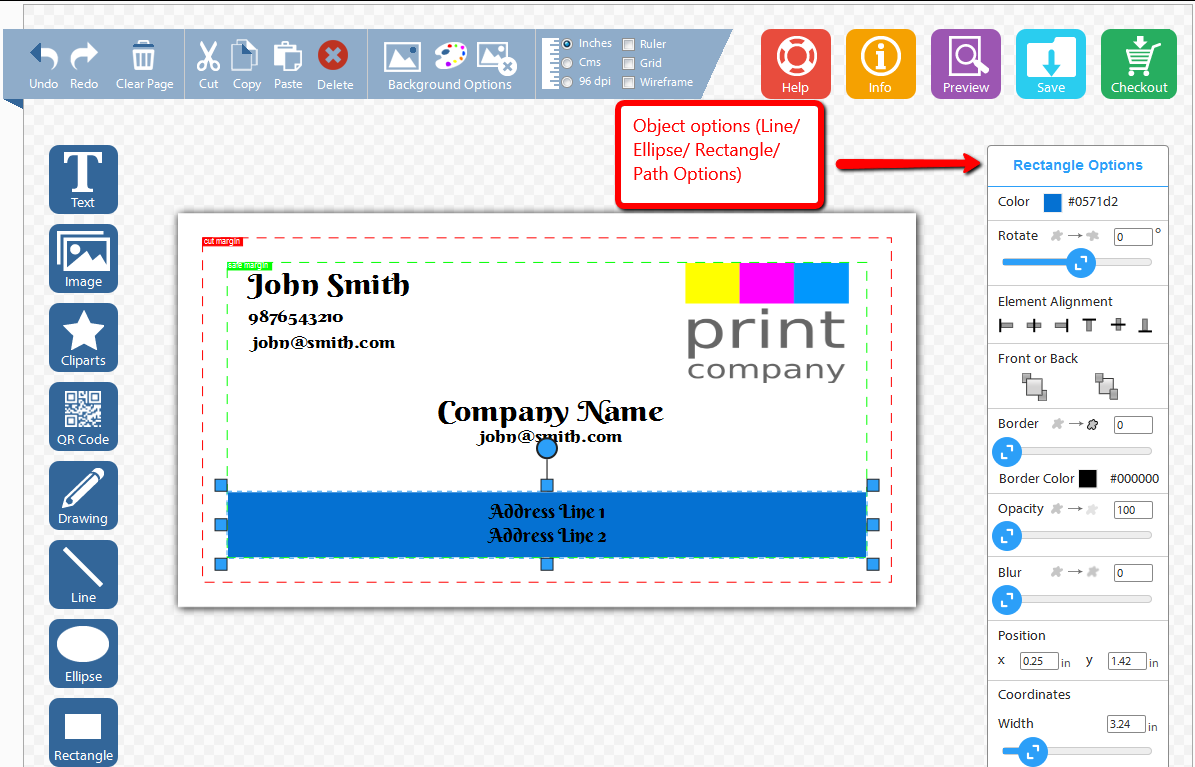 Undo Redo Clear Page
Cut Copy Paste Delete
Background Options
Inches
Cms
96 dpi
Ruler
Grid
Wireframe
Help
Info
Preview
Save
Checkout
Object options (Line/
Ellipse/ Rectangle/
Path Options)
Text
Image
Cliparts
QR Code
Drawing
Line
Ellipse
Rectangle
cut margin
safe margin
John Smith
9876543210
john@smith.com
print
company
Company Name
john@smith.com
Address Line 1
Address Line 2
Rectangle Options
Color #0571d2
Rotate 0 °
Element Alignment
Front or Back
Border 0
Border Color #000000
Opacity 100
Blur 0
Position
x 0.25 in y 1.42 in
Coordinates
Width 3.24 in